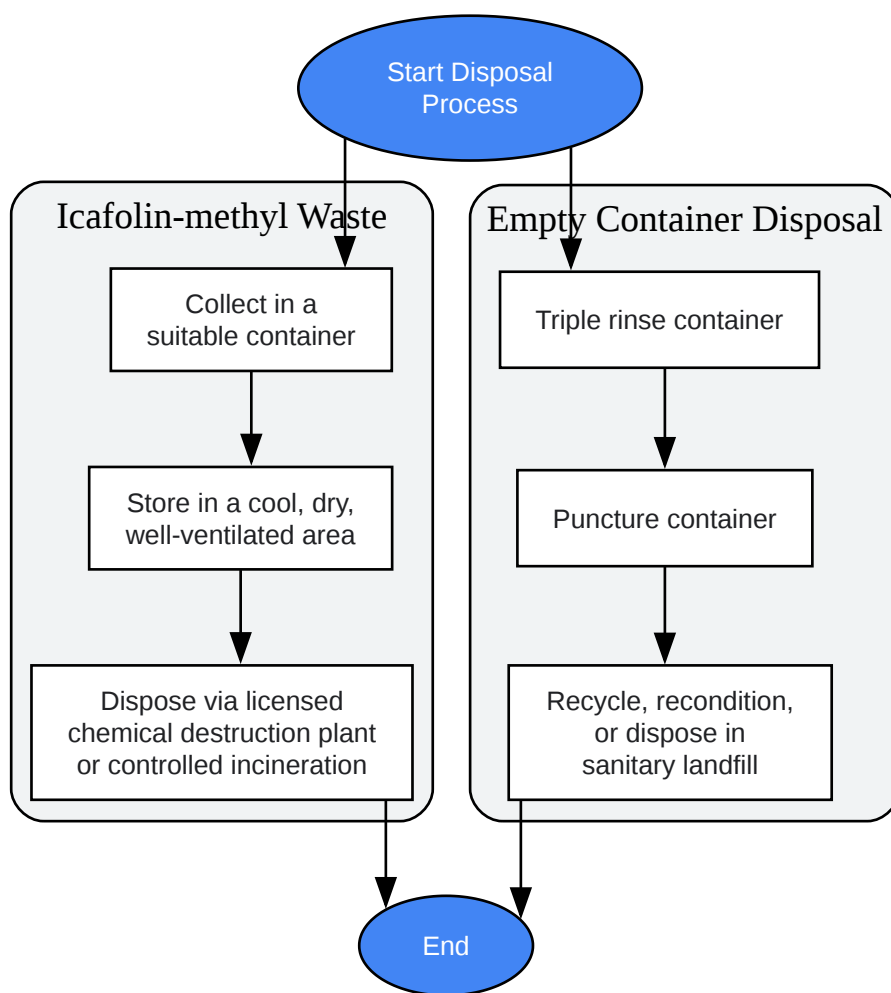 Start Disposal
Process
Icafolin-methyl Waste
Collect in a
suitable container
Store in a cool, dry,
well-ventilated area
Dispose via licensed
chemical destruction plant
or controlled incineration
Empty Container Disposal
Triple rinse container
Puncture container
Recycle, recondition,
or dispose in
sanitary landfill
End